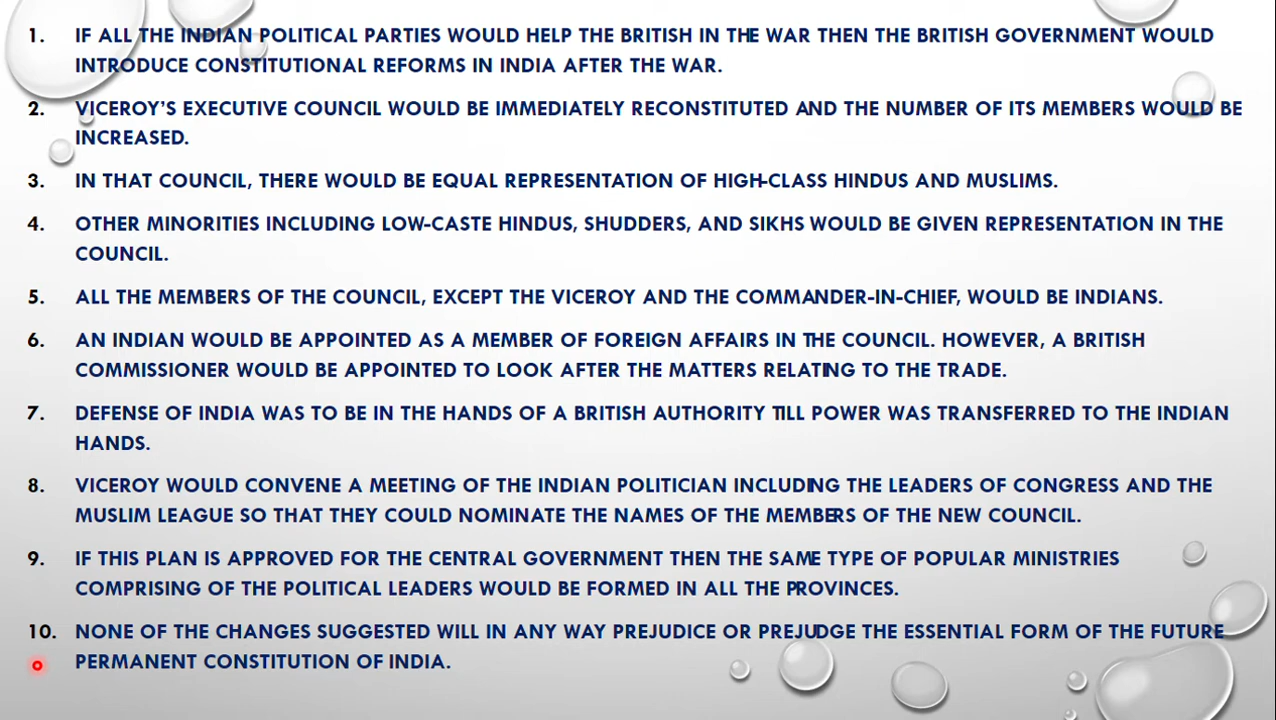 1. IF ALL THE INDIAN POLITICAL PARTIES WOULD HELP THE BRITISH IN THE WAR THEN THE BRITISH GOVERNMENT WOULD
INTRODUCE CONSTITUTIONAL REFORMS IN INDIA AFTER THE WAR.
2. VICEROY'S EXECUTIVE COUNCIL WOULD BE IMMEDIATELY RECONSTITUTED AND THE NUMBER OF ITS MEMBERS WOULD BE
INCREASED.
3. IN THAT COUNCIL, THERE WOULD BE EQUAL REPRESENTATION OF HIGH-CLASS HINDUS AND MUSLIMS.
4. OTHER MINORITIES INCLUDING LOW-CASTE HINDUS, SHUDDERS, AND SIKHS WOULD BE GIVEN REPRESENTATION IN THE
COUNCIL.
5. ALL THE MEMBERS OF THE COUNCIL, EXCEPT THE VICEROY AND THE COMMANDER-IN-CHIEF, WOULD BE INDIANS.
6. AN INDIAN WOULD BE APPOINTED AS A MEMBER OF FOREIGN AFFAIRS IN THE COUNCIL. HOWEVER, A BRITISH
COMMISSIONER WOULD BE APPOINTED TO LOOK AFTER THE MATTERS RELATING TO THE TRADE.
7. DEFENSE OF INDIA WAS TO BE IN THE HANDS OF A BRITISH AUTHORITY TILL POWER WAS TRANSFERRED TO THE INDIAN
HANDS.
8. VICEROY WOULD CONVENE A MEETING OF THE INDIAN POLITICIAN INCLUDING THE LEADERS OF CONGRESS AND THE
MUSLIM LEAGUE SO THAT THEY COULD NOMINATE THE NAMES OF THE MEMBERS OF THE NEW COUNCIL.
9. IF THIS PLAN IS APPROVED FOR THE CENTRAL GOVERNMENT THEN THE SAME TYPE OF POPULAR MINISTRIES
COMPRISING OF THE POLITICAL LEADERS WOULD BE FORMED IN ALL THE PROVINCES.
10. NONE OF THE CHANGES SUGGESTED WILL IN ANY WAY PREJUDICE OR PREJUDGE THE ESSENTIAL FORM OF THE FUTURE
PERMANENT CONSTITUTION OF INDIA.